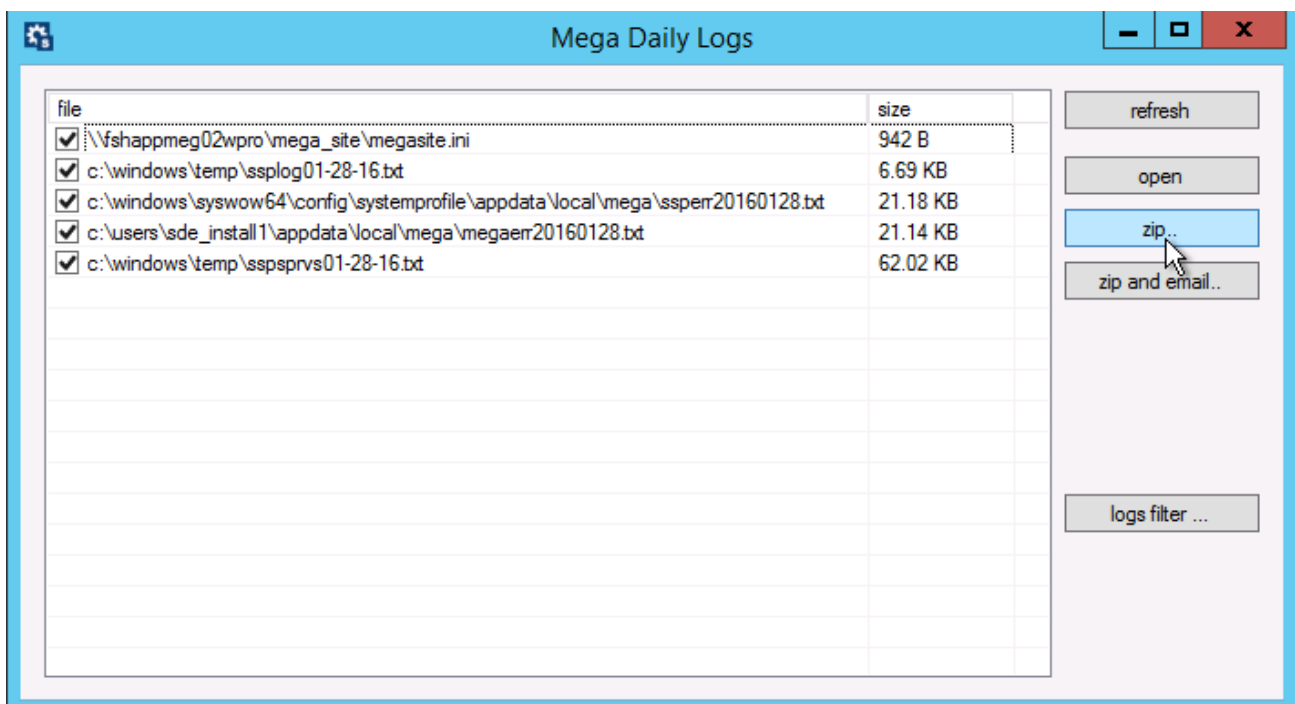 Mega Daily Logs
file size
\\fshappmeg02wpro\mega_site\megasite.ini 942 B
c:\windows\temp\ssplog01-28-16.txt 6.69 KB
c:\windows\syswow64\config\systemprofile\appdata\local\mega\ssperr20160128.txt 21.18 KB
c:\users\sde_install1\appdata\local\mega\megaerr20160128.txt 21.14 KB
c:\windows\temp\sspsprvs01-28-16.txt 62.02 KB
refresh
open
zip..
zip and email..
logs filter ...